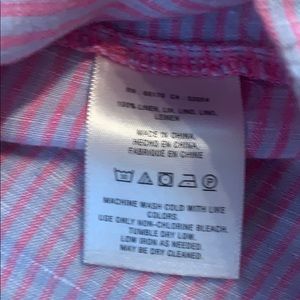 100% LINEN, LIN, LINO, LINO,
LEINEN
MADE IN CHINA,
HECHO EN CHINA,
FABRIQUE EN CHINE
MACHINE WASH COLD WITH LIKE
COLORS.
USE ONLY NON-CHLORINE BLEACH.
TUMBLE DRY LOW.
LOW IRON AS NEEDED.
MAY BE DRY CLEANED.